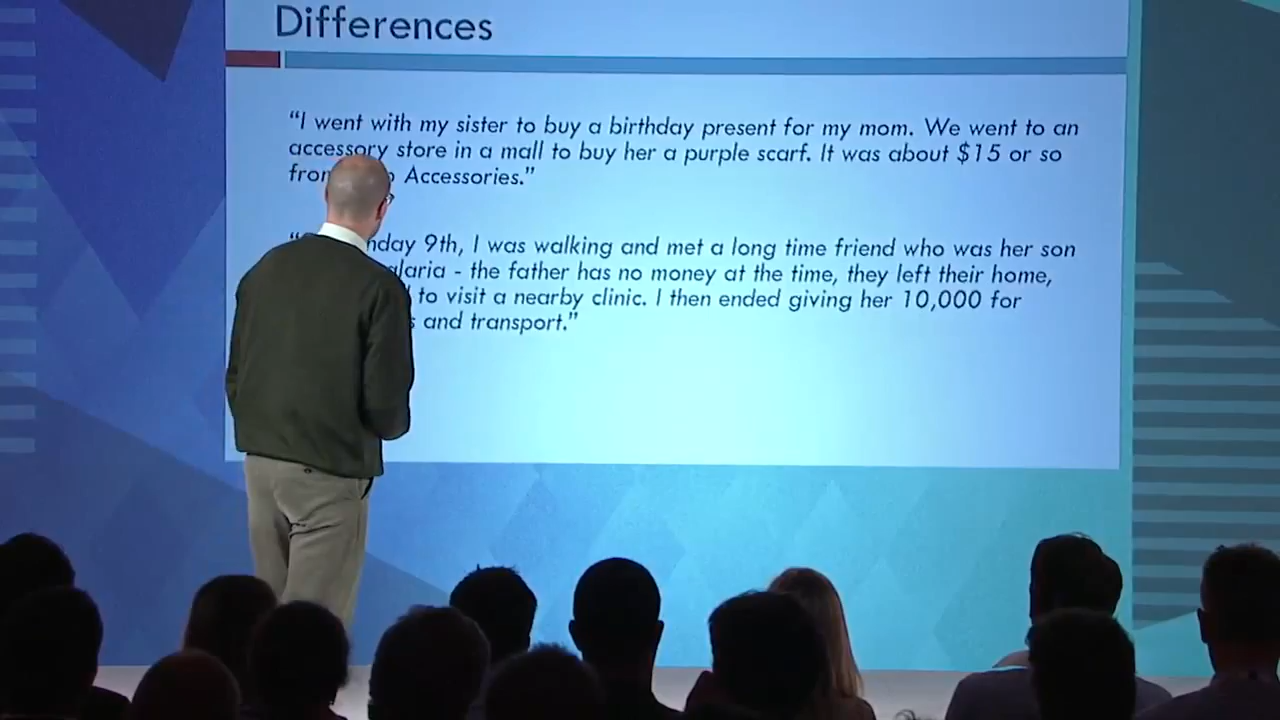 Differences
“I went with my sister to buy a birthday present for my mom. We went to an
accessory store in a mall to buy her a purple scarf. It was about $15 or so
Accessories.”
9th, I was walking and met a long time friend who was her son
- the father has no money at the time, they left their home,
to visit a nearby clinic. I then ended giving her 10,000 for
and transport.”